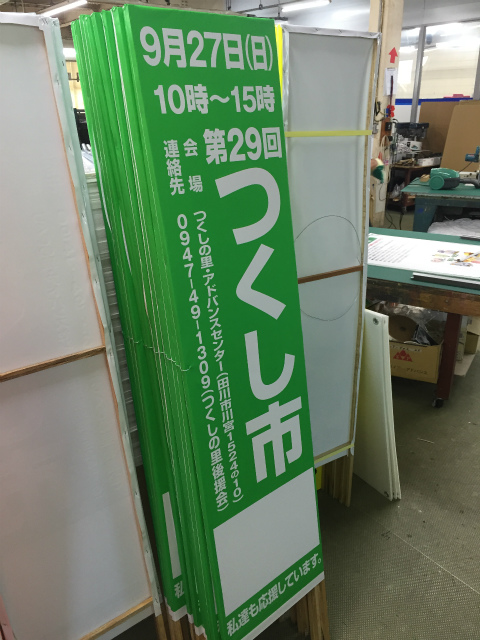 9月27日(日)
10時～15時
第29回
つくし市
会場
つくしの里・アドバンスセンター(田川市川宮1524の10)
連絡先
0947-49-1309(つくしの里後援会)
私達も応援しています。